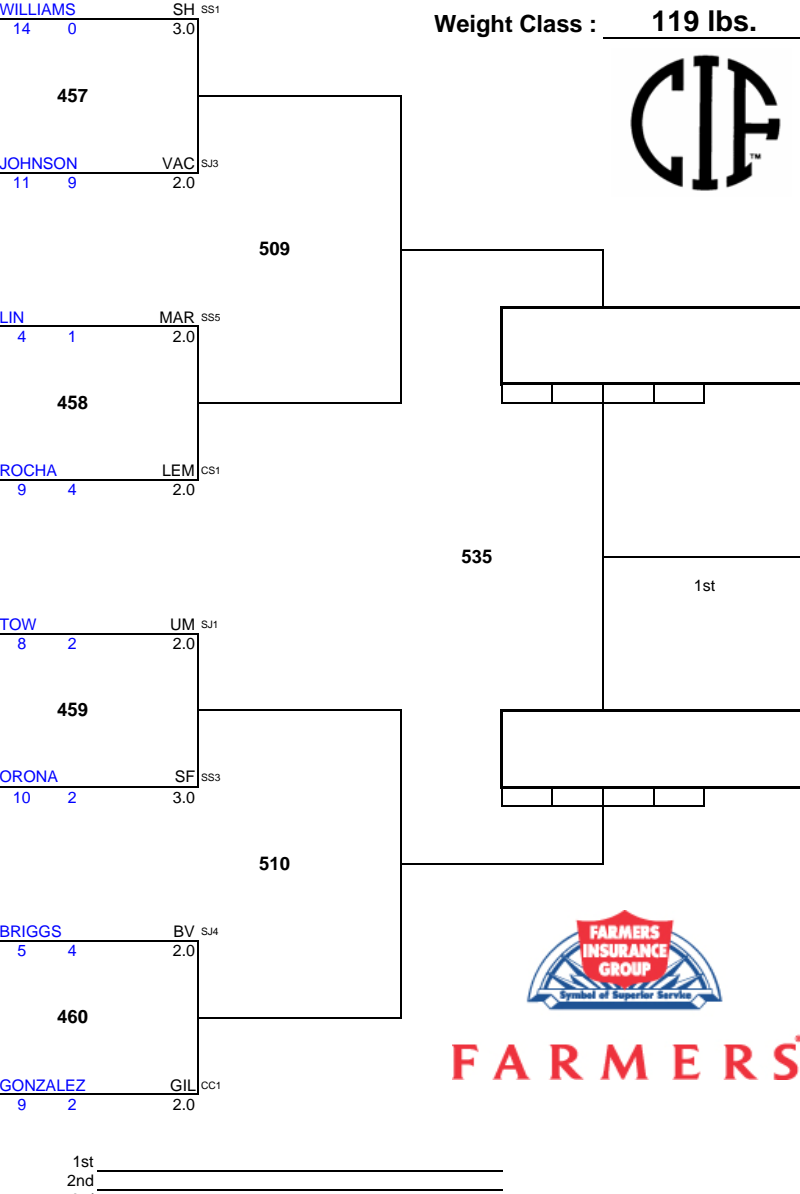 WILLIAMS SH SS1
14 0 3.0
Weight Class : 119 lbs.
CIF™
457
JOHNSON VAC SJ3
11 9 2.0
509
LIN MAR SS5
4 1 2.0
458
ROCHA LEM CS1
9 4 2.0
535
1st
TOW UM SJ1
8 2 2.0
459
ORONA SF SS3
10 2 3.0
510
BRIGGS BV SJ4
5 4 2.0
FARMERS
INSURANCE
GROUP
Symbol of Superior Service
460
FARMERS
GONZALEZ GIL CC1
9 2 2.0
1st
2nd